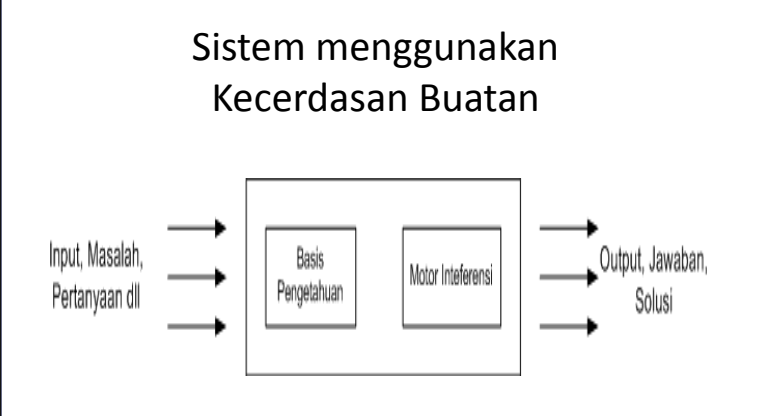 Sistem menggunakan
Kecerdasan Buatan
Input, Masalah,
Pertanyaan dll
Basis
Pengetahuan
Motor Inteferensi
Output, Jawaban,
Solusi